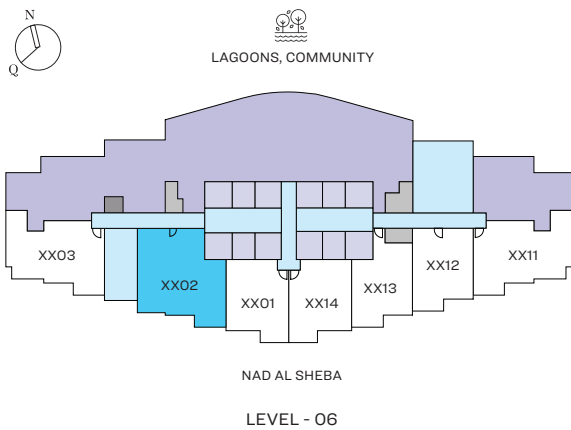 N
Q
LAGOONS, COMMUNITY
XX03
XX02
XX01
XX14
XX13
XX12
XX11
NAD AL SHEBA
LEVEL - 06